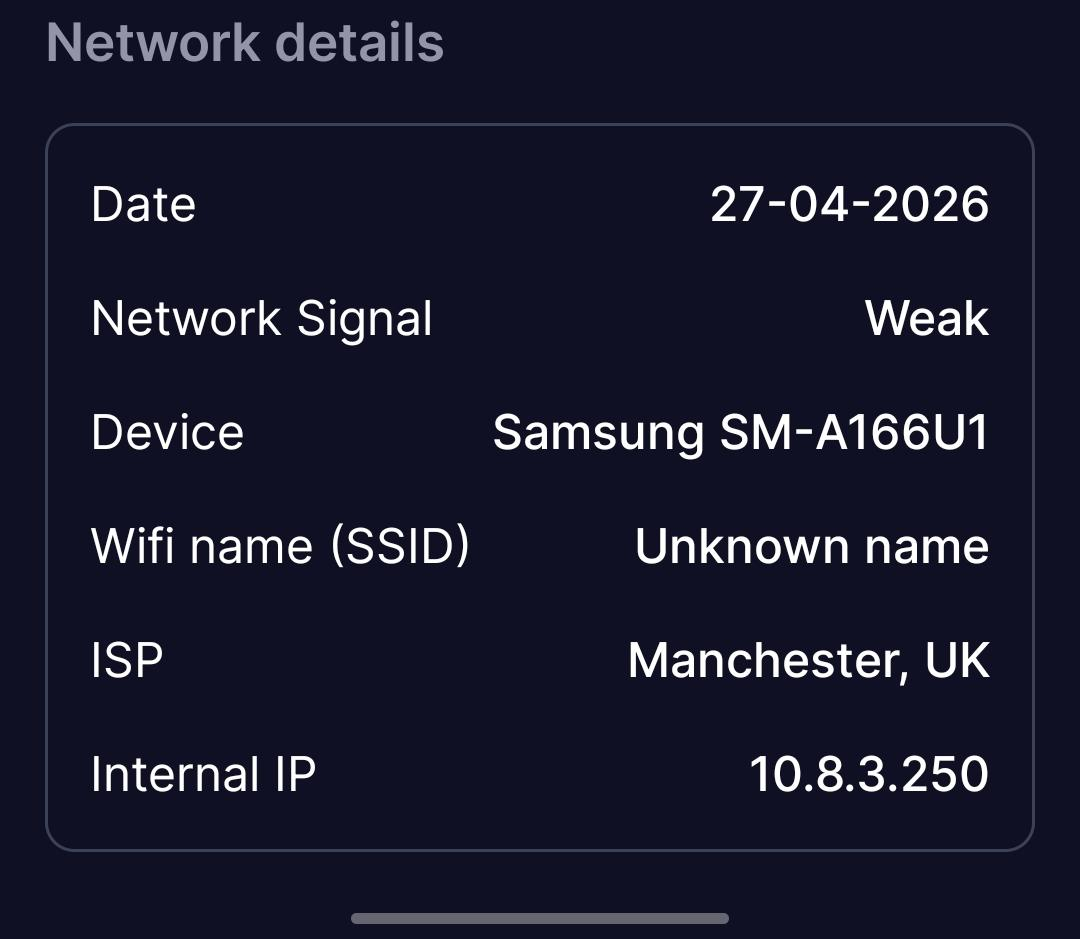 Network details
Date 27-04-2026
Network Signal Weak
Device Samsung SM-A166U1
Wifi name (SSID) Unknown name
ISP Manchester, UK
Internal IP 10.8.3.250